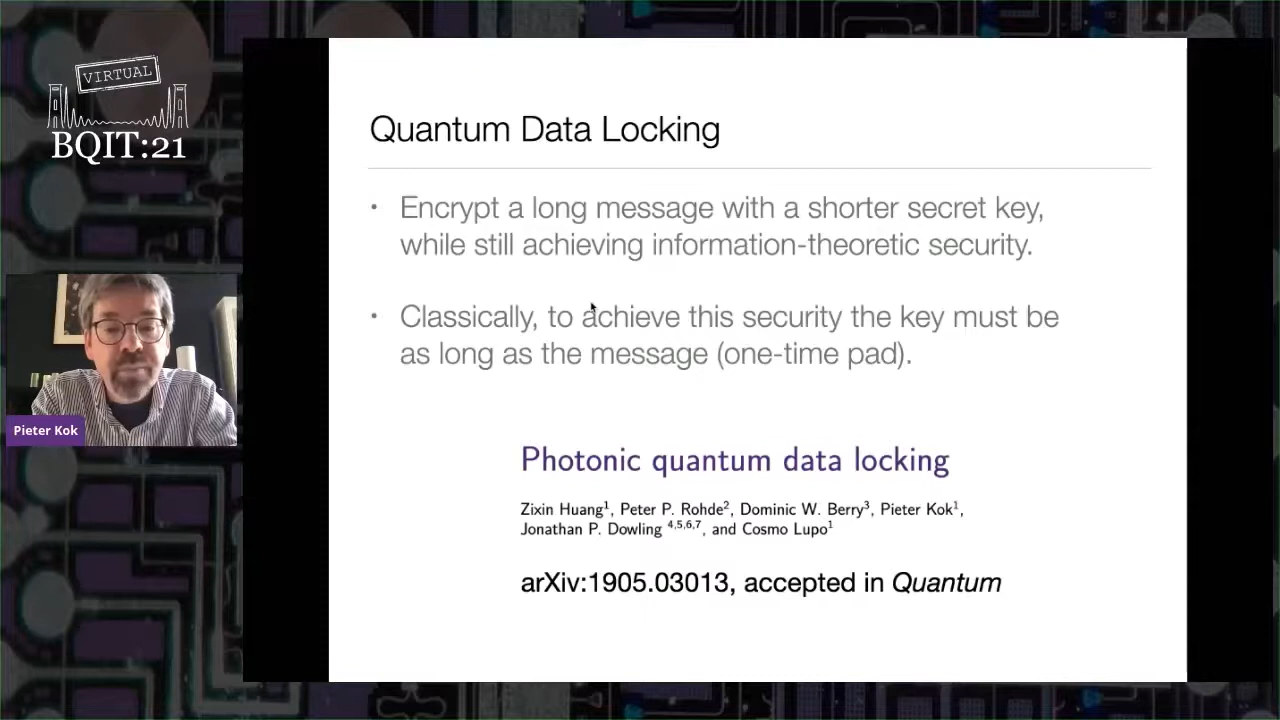 VIRTUAL
BQIT:21
Quantum Data Locking
• Encrypt a long message with a shorter secret key,
while still achieving information-theoretic security.
• Classically, to achieve this security the key must be
as long as the message (one-time pad).
Photonic quantum data locking
Zixin Huang¹, Peter P. Rohde², Dominic W. Berry³, Pieter Kok¹,
Jonathan P. Dowling ⁴,⁵,⁶,⁷, and Cosmo Lupo¹
arXiv:1905.03013, accepted in Quantum
Pieter Kok